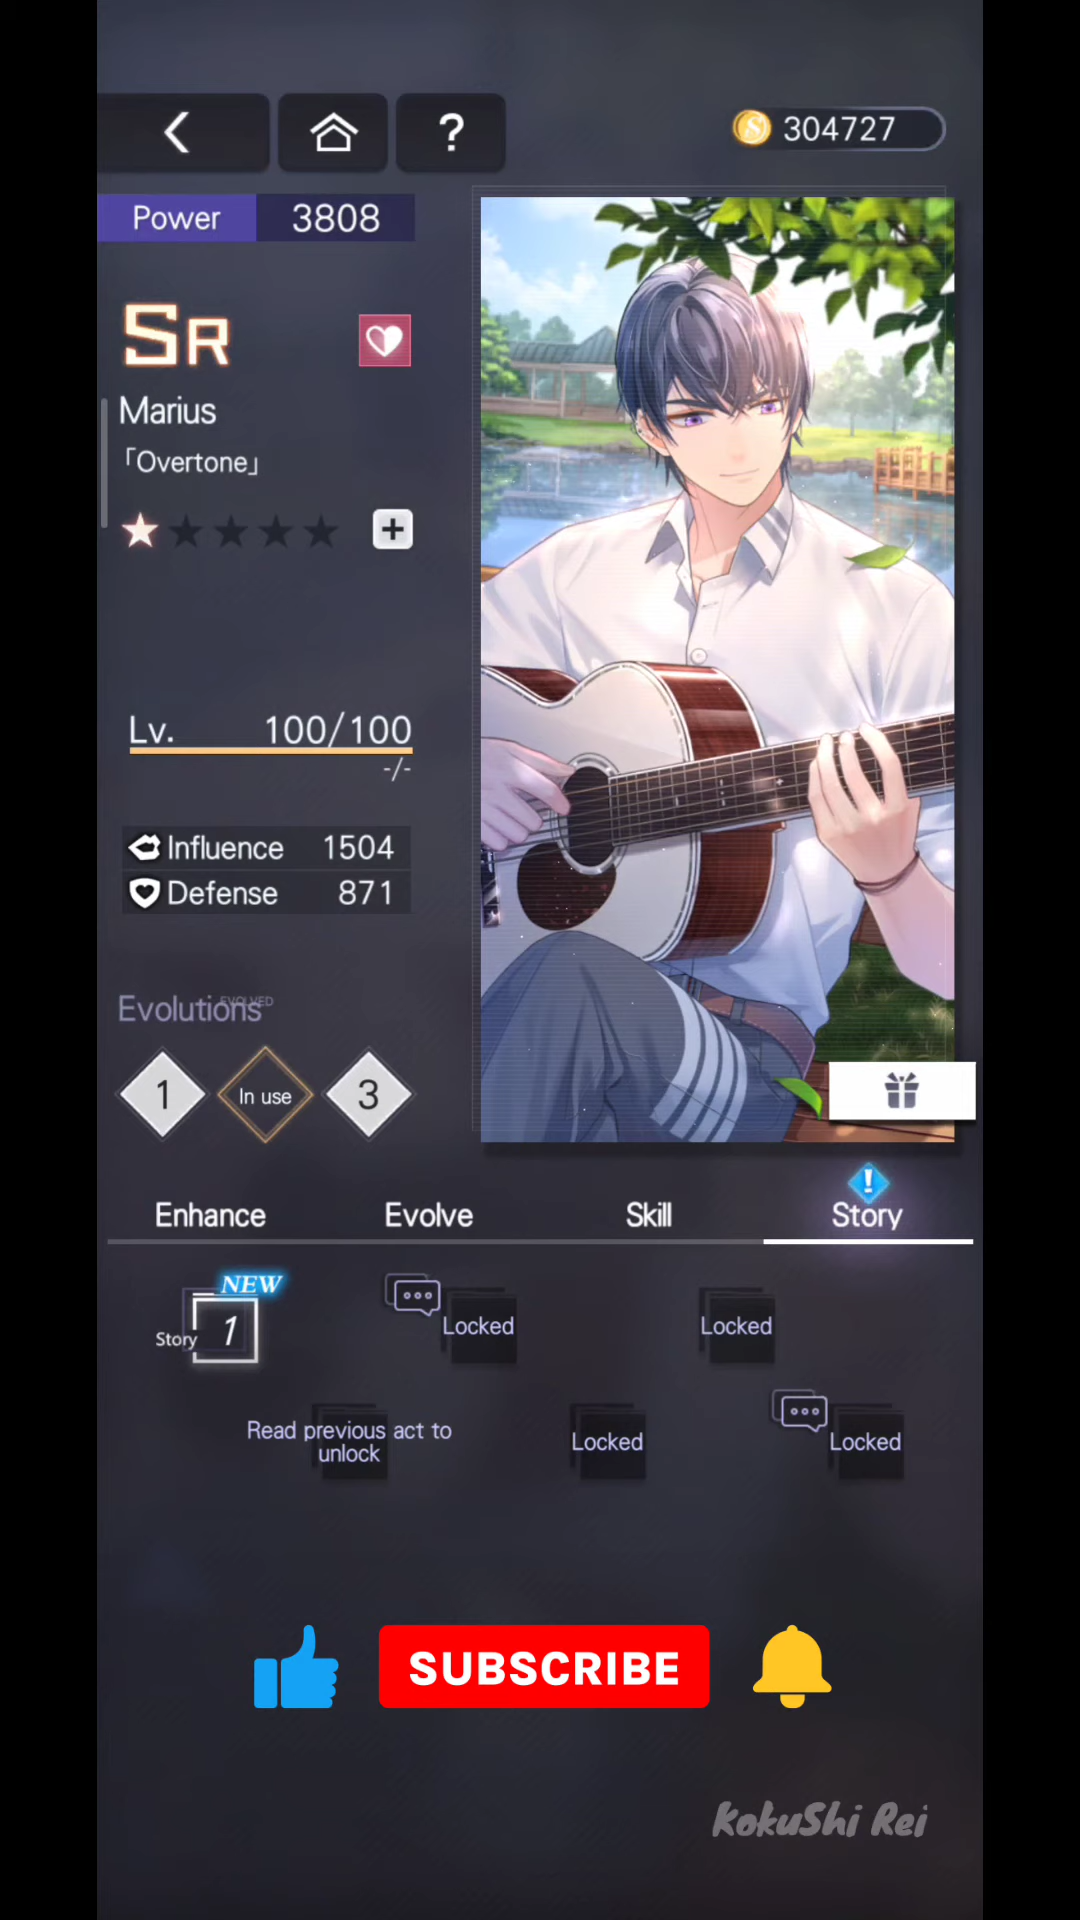 ?
304727
Power 3808
SR
Marius
「Overtone」
+
Lv. 100/100
-/-
Influence 1504
Defense 871
Evolutions
EVOLVED
1 In use 3
!
Enhance Evolve Skill Story
NEW
Story 1
Locked
Locked
Read previous act to
unlock
Locked
Locked
SUBSCRIBE
KokuShi Rei